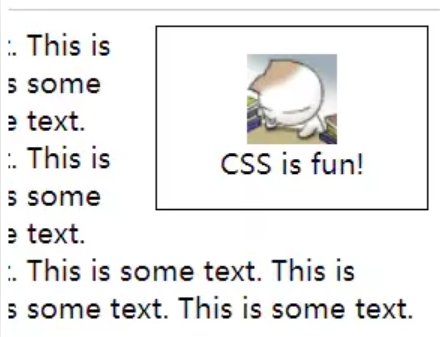 . This is
s some
e text.
. This is
s some
e text.
. This is some text. This is
s some text. This is some text.
CSS is fun!